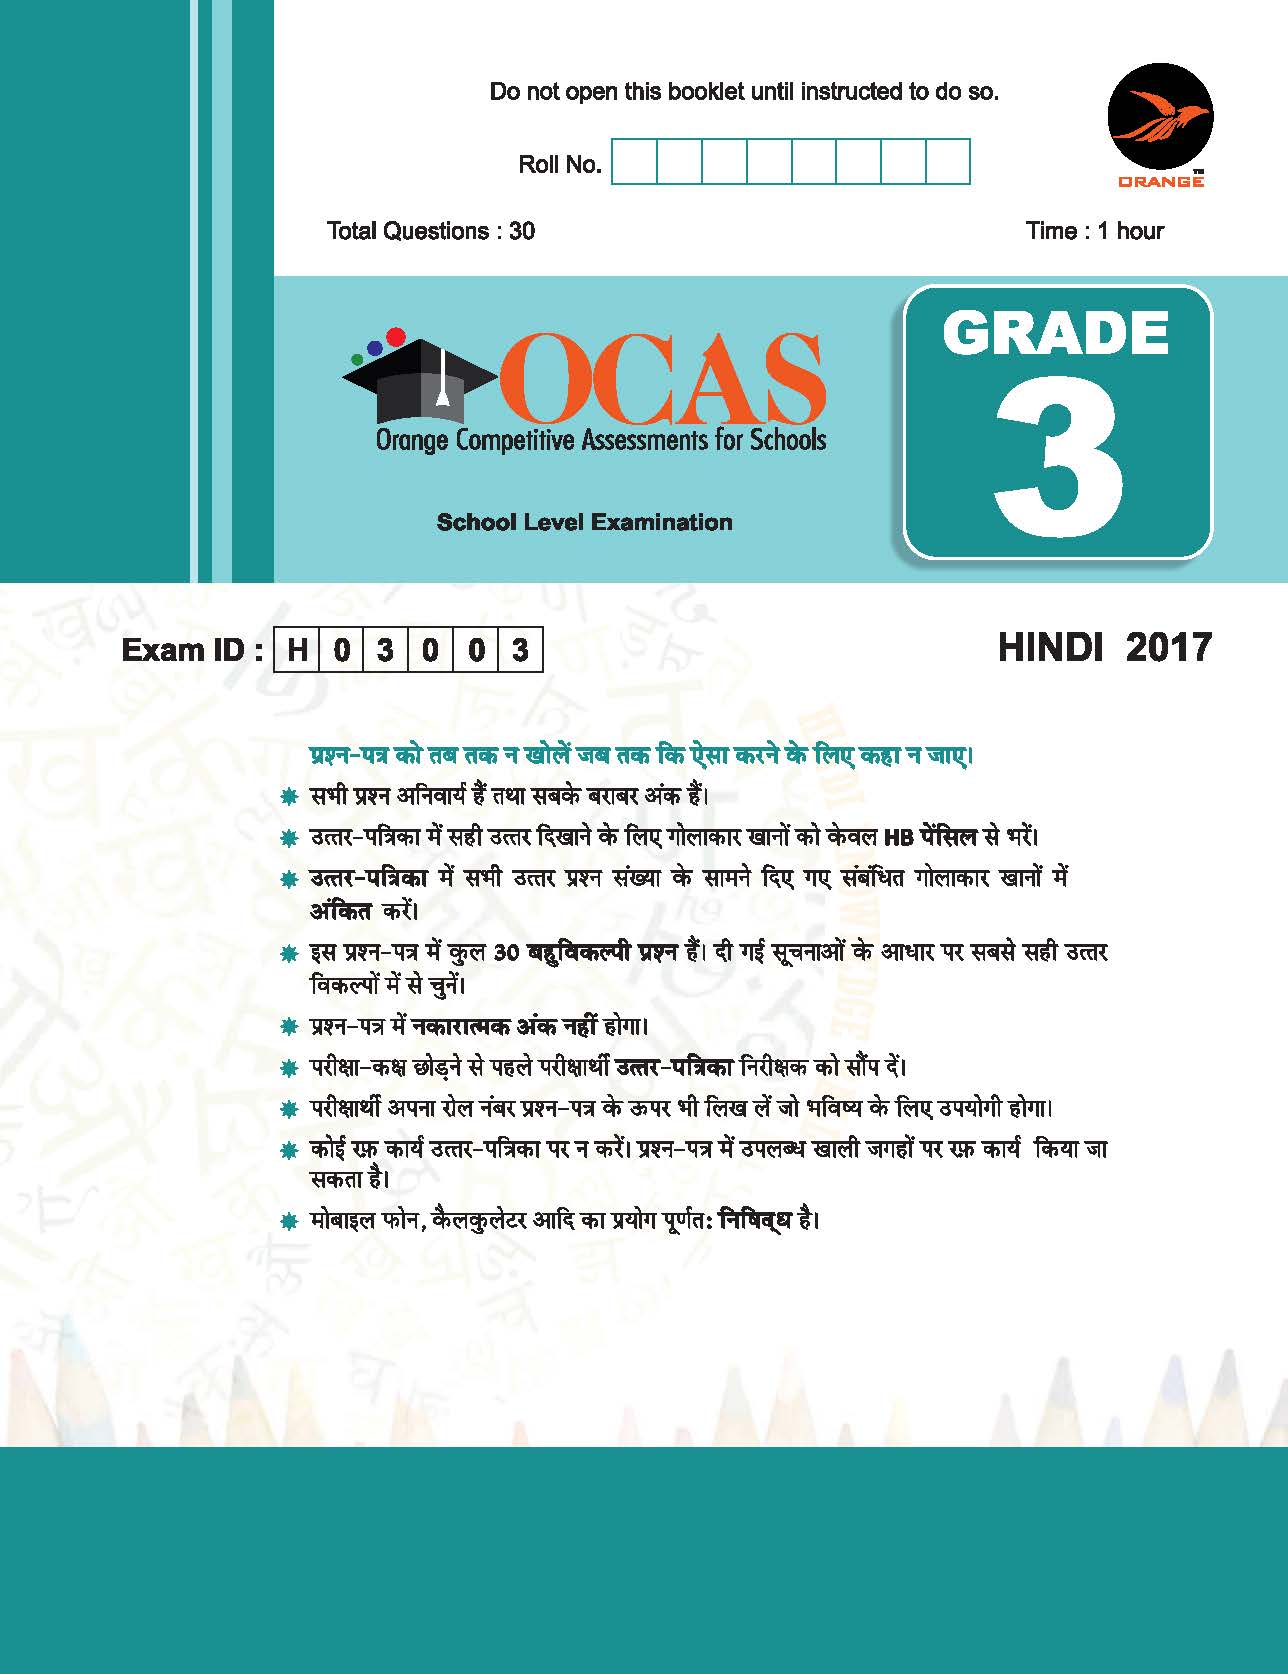 Do not open this booklet until instructed to do so.
Roll No.
ORANGE™
Total Questions : 30 Time : 1 hour
GRADE
3
OCAS
Orange Competitive Assessments for Schools
School Level Examination
Exam ID : H 0 3 0 0 3 HINDI 2017
प्रश्न-पत्र को तब तक न खोलें जब तक कि ऐसा करने के लिए कहा न जाए।
सभी प्रश्न अनिवार्य हैं तथा सबके बराबर अंक हैं।
उत्तर-पत्रिका में सही उत्तर दिखाने के लिए गोलाकार खानों को केवल HB पेंसिल से भरें।
उत्तर-पत्रिका में सभी उत्तर प्रश्न संख्या के सामने दिए गए संबंधित गोलाकार खानों में
अंकित करें।
इस प्रश्न-पत्र में कुल 30 बहुविकल्पी प्रश्न हैं। दी गई सूचनाओं के आधार पर सबसे सही उत्तर
विकल्पों में से चुनें।
प्रश्न-पत्र में नकारात्मक अंक नहीं होगा।
परीक्षा-कक्ष छोड़ने से पहले परीक्षार्थी उत्तर-पत्रिका निरीक्षक को सौंप दें।
परीक्षार्थी अपना रोल नंबर प्रश्न-पत्र के ऊपर भी लिख लें जो भविष्य के लिए उपयोगी होगा।
कोई रफ़ कार्य उत्तर-पत्रिका पर न करें। प्रश्न-पत्र में उपलब्ध खाली जगहों पर रफ़ कार्य किया जा
सकता है।
मोबाइल फोन, कैलकुलेटर आदि का प्रयोग पूर्णत: निषिद्ध है।